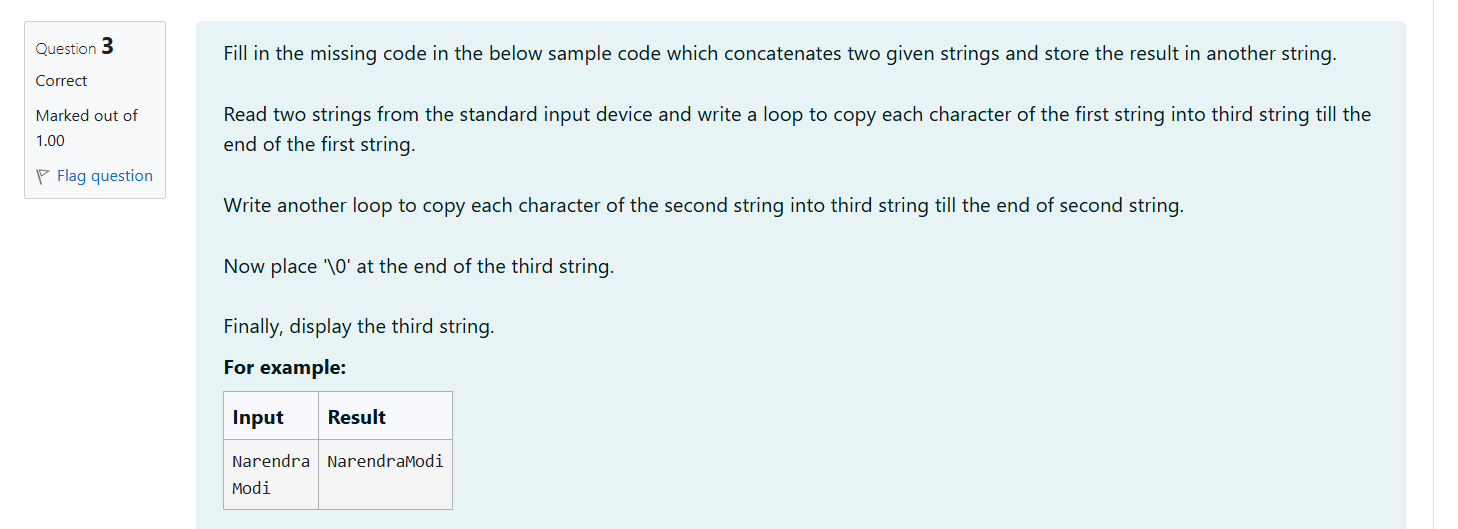 Question 3
Correct
Marked out of
1.00
Flag question
Fill in the missing code in the below sample code which concatenates two given strings and store the result in another string.
Read two strings from the standard input device and write a loop to copy each character of the first string into third string till the
end of the first string.
Write another loop to copy each character of the second string into third string till the end of second string.
Now place '\0' at the end of the third string.
Finally, display the third string.
For example:
Input Result
Narendra NarendraModi
Modi